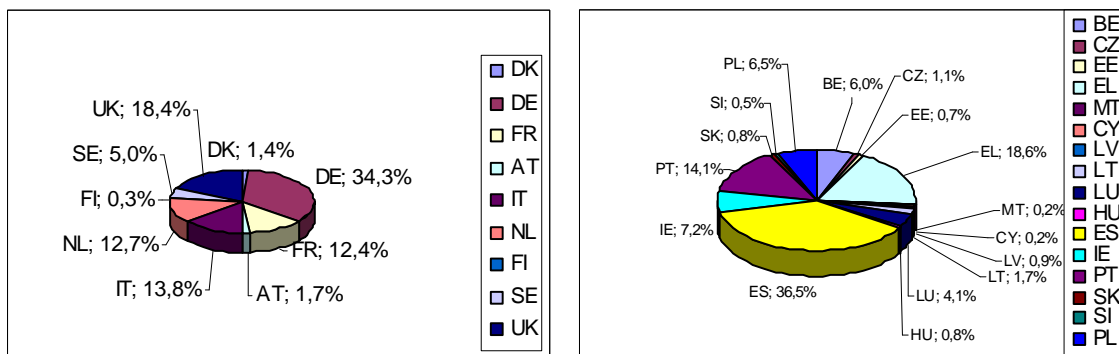 UK; 18,4%
SE; 5,0%
DK; 1,4%
DE; 34,3%
FI; 0,3%
NL; 12,7%
FR; 12,4%
IT; 13,8%
AT; 1,7%
DK
DE
FR
AT
IT
NL
FI
SE
UK
PL; 6,5%
BE; 6,0%
CZ; 1,1%
SI; 0,5%
EE; 0,7%
SK; 0,8%
EL; 18,6%
PT; 14,1%
MT; 0,2%
IE; 7,2%
CY; 0,2%
LV; 0,9%
LT; 1,7%
ES; 36,5%
LU; 4,1%
HU; 0,8%
BE
CZ
EE
EL
MT
CY
LV
LT
LU
HU
ES
IE
PT
SK
SI
PL